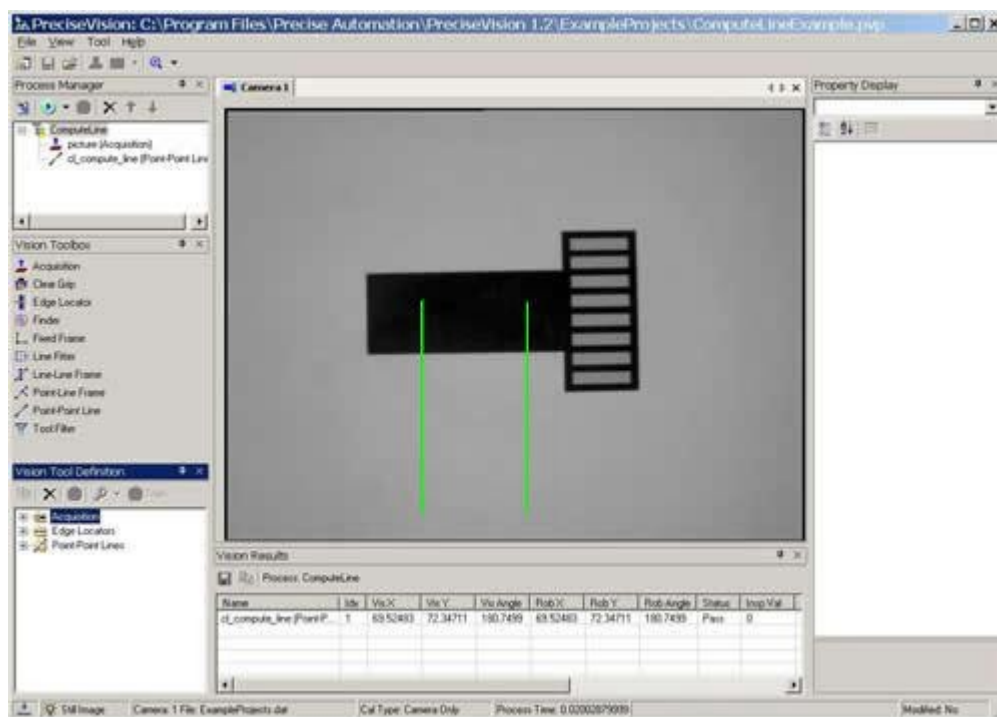 PreciseVision: C:\Program Files\Precise Automation\PreciseVision 1.2\ExampleProjects\ComputeLineExample.pvp
File View Tool Help
Process Manager
Camera 1
Property Display
ComputeLine
picture (Acquisition)
cl_compute_line (Point-Point Line
Vision Toolbox
Acquisition
Clear Grip
Edge Locator
Finder
Fixed Frame
Line Fitter
Line-Line Frame
Point-Line Frame
Point-Point Line
Tool Filter
Vision Tool Definition
Acquisition
Edge Locators
Point-Point Lines
Vision Results
Process: ComputeLine
Name Idx Vis X Vis Y Vis Angle Rob X Rob Y Rob Angle Status Insp Val
cl_compute_line (Point-P... 1 69.52483 72.34711 180.7499 69.52483 72.34711 180.7499 Pass 0
Still Image Camera: 1 File: ExampleProjects.dat Cal Type: Camera Only Process Time: Modified: No